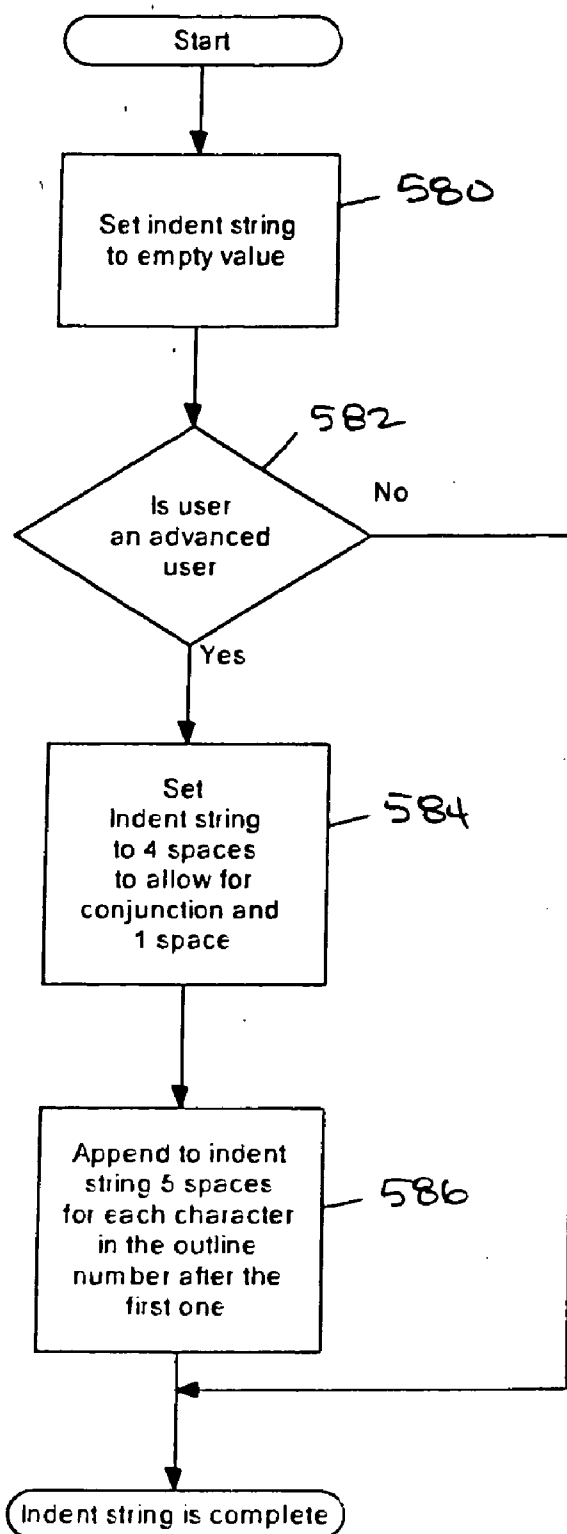 Start
580
Set indent string
to empty value
582
Is user
an advanced
user
No
Yes
584
Set
Indent string
to 4 spaces
to allow for
conjunction and
1 space
586
Append to indent
string 5 spaces
for each character
in the outline
number after the
first one
Indent string is complete